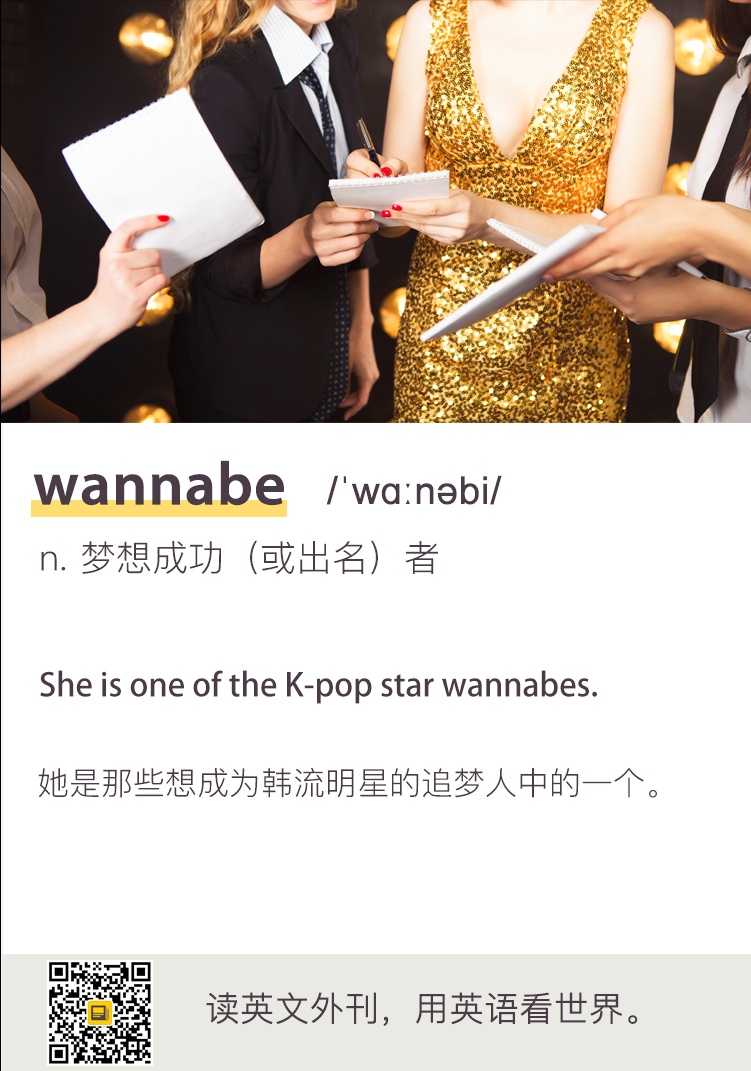 wannabe /ˈwɑːnəbi/
n. 梦想成功（或出名）者
She is one of the K-pop star wannabes.
她是那些想成为韩流明星的追梦人中的一个。
读英文外刊，用英语看世界。